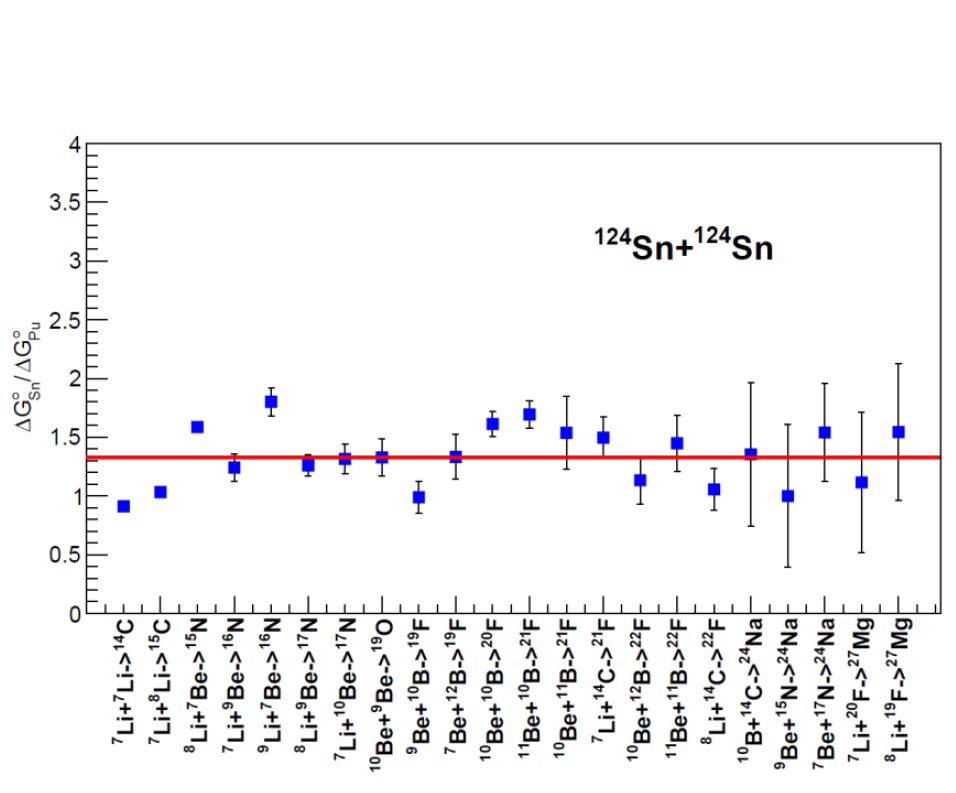 4
3.5
3
2.5
2
1.5
1
0.5
0
ΔG°Sn / ΔG°Pu
124Sn+124Sn
7Li+7Li->14C
7Li+8Li->15C
8Li+7Be->15N
7Li+9Be->16N
9Li+7Be->16N
8Li+9Be->17N
7Li+10Be->17N
10Be+9Be->19O
9Be+10B->19F
7Be+12B->19F
10Be+10B->20F
11Be+10B->21F
10Be+11B->21F
7Li+14C->21F
10Be+12B->22F
11Be+11B->22F
8Li+14C->22F
10B+14C->24Na
9Be+15N->24Na
7Be+17N->24Na
7Li+20F->27Mg
8Li+19F->27Mg